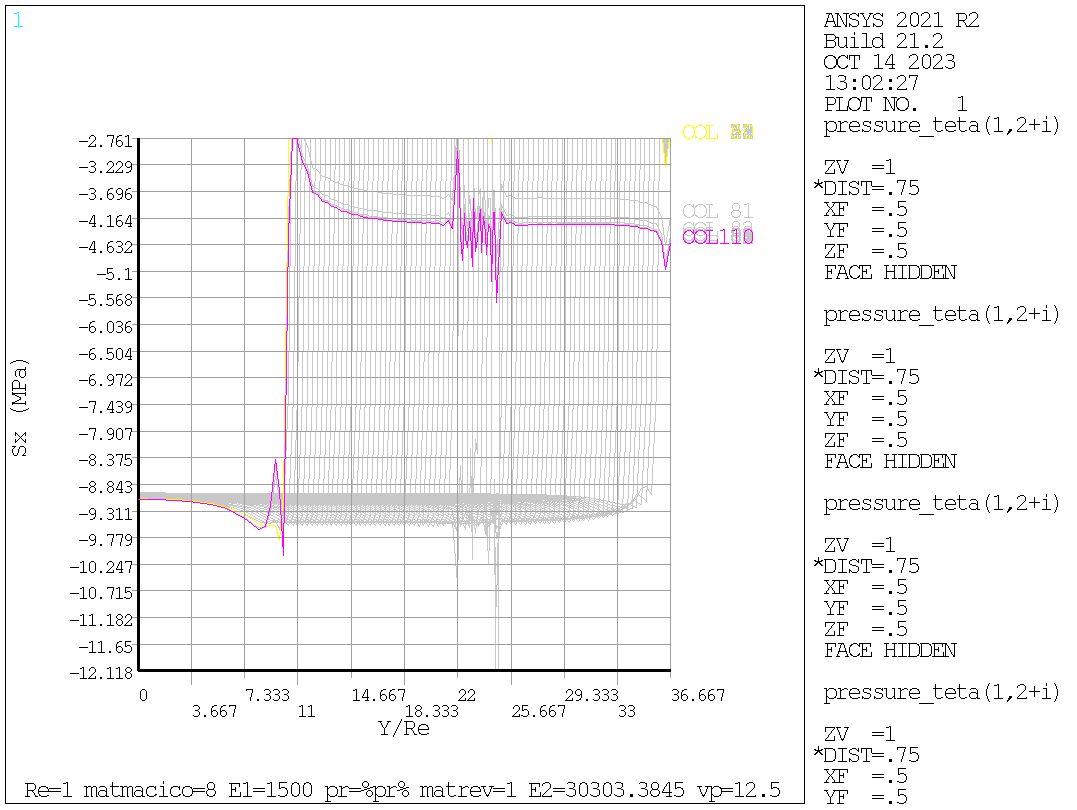 1
ANSYS 2021 R2
Build 21.2
OCT 14 2023
13:02:27
PLOT NO.   1
pressure_teta(1,2+i)
ZV  =1
*DIST=.75
XF  =.5
YF  =.5
ZF  =.5
FACE HIDDEN
pressure_teta(1,2+i)
ZV  =1
*DIST=.75
XF  =.5
YF  =.5
ZF  =.5
FACE HIDDEN
pressure_teta(1,2+i)
ZV  =1
*DIST=.75
XF  =.5
YF  =.5
ZF  =.5
FACE HIDDEN
pressure_teta(1,2+i)
ZV  =1
*DIST=.75
XF  =.5
YF  =.5
COL
COL 81
COL110
-2.761
-3.229
-3.696
-4.164
-4.632
-5.1
-5.568
-6.036
-6.504
-6.972
-7.439
-7.907
-8.375
-8.843
-9.311
-9.779
-10.247
-10.715
-11.182
-11.65
-12.118
Sx (MPa)
0 7.333 14.667 22 29.333 36.667
3.667 11 18.333 25.667 33
Y/Re
Re=1 matmacico=8 E1=1500 pr=%pr% matrev=1 E2=30303.3845 vp=12.5